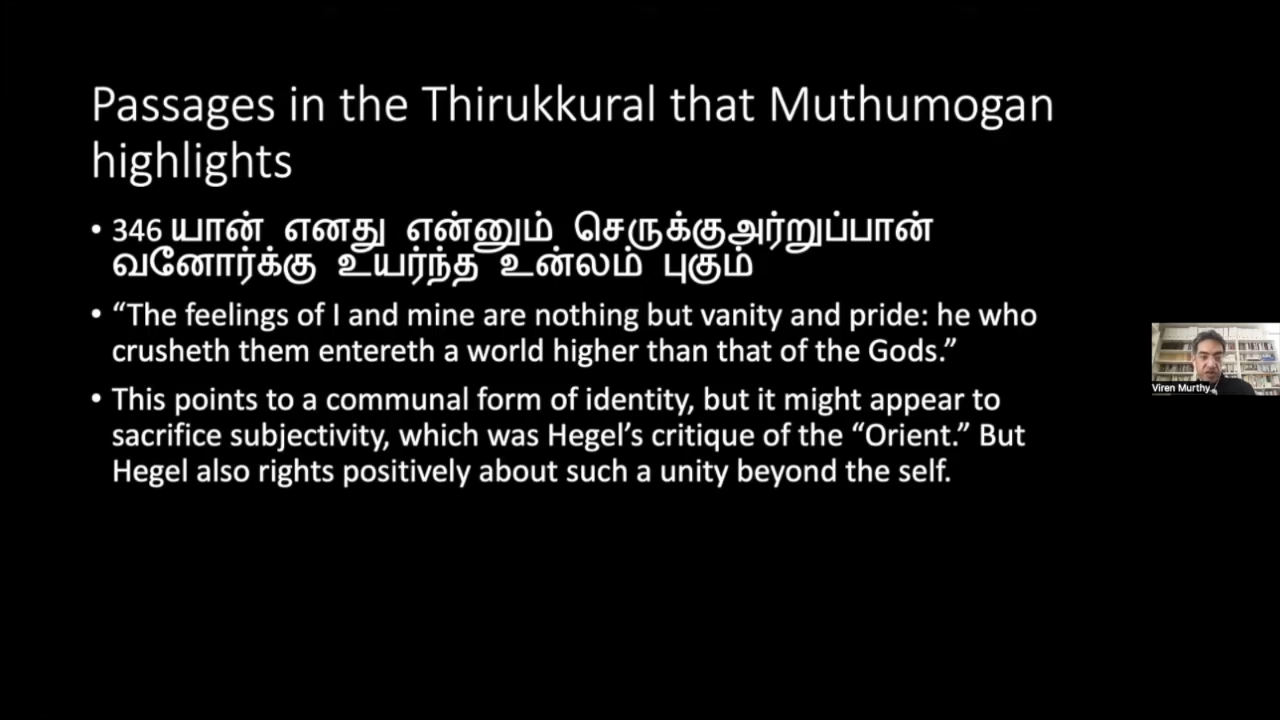 Passages in the Thirukkural that Muthumogan
highlights
• 346 யான் எனது என்னும் செருக்குஅர்றுப்பான்
வனோர்க்கு உயர்ந்த உன்லம் புகும்
• “The feelings of I and mine are nothing but vanity and pride: he who
crusheth them entereth a world higher than that of the Gods.”
• This points to a communal form of identity, but it might appear to
sacrifice subjectivity, which was Hegel’s critique of the “Orient.” But
Hegel also rights positively about such a unity beyond the self.
Viren Murthy